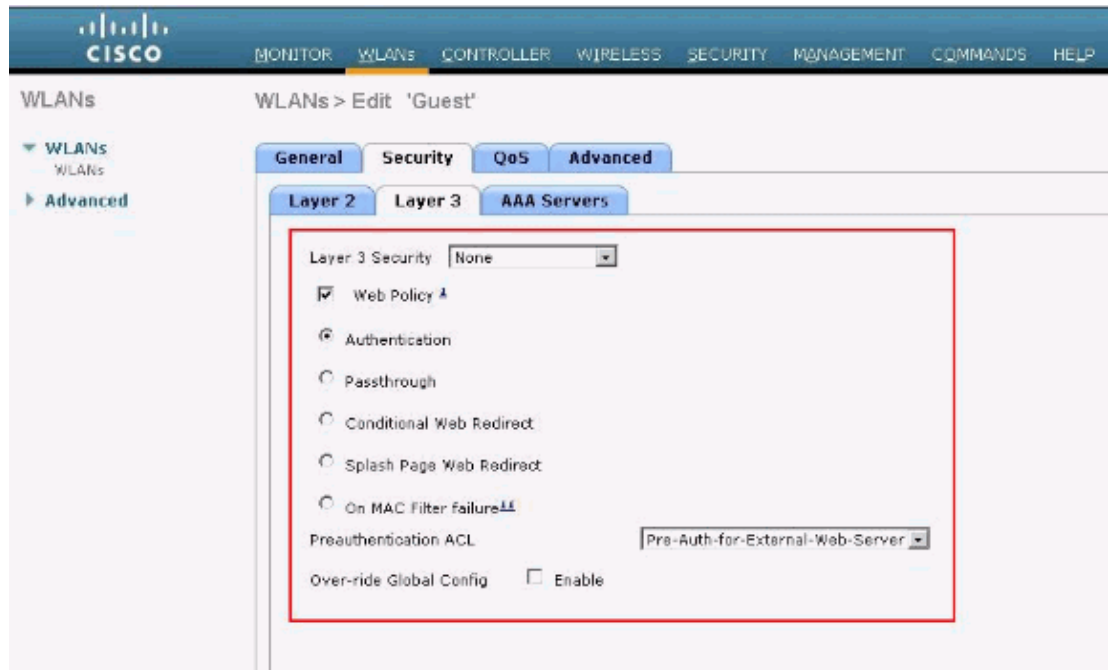 CISCO
MONITOR WLANs CONTROLLER WIRELESS SECURITY MANAGEMENT COMMANDS HELP
WLANs
WLANs > Edit 'Guest'
WLANs
WLANs
Advanced
General Security QoS Advanced
Layer 2 Layer 3 AAA Servers
Layer 3 Security None
Web Policy 1
Authentication
Passthrough
Conditional Web Redirect
Splash Page Web Redirect
On MAC Filter failure
Preauthentication ACL Pre-Auth-for-External-Web-Server
Over-ride Global Config Enable